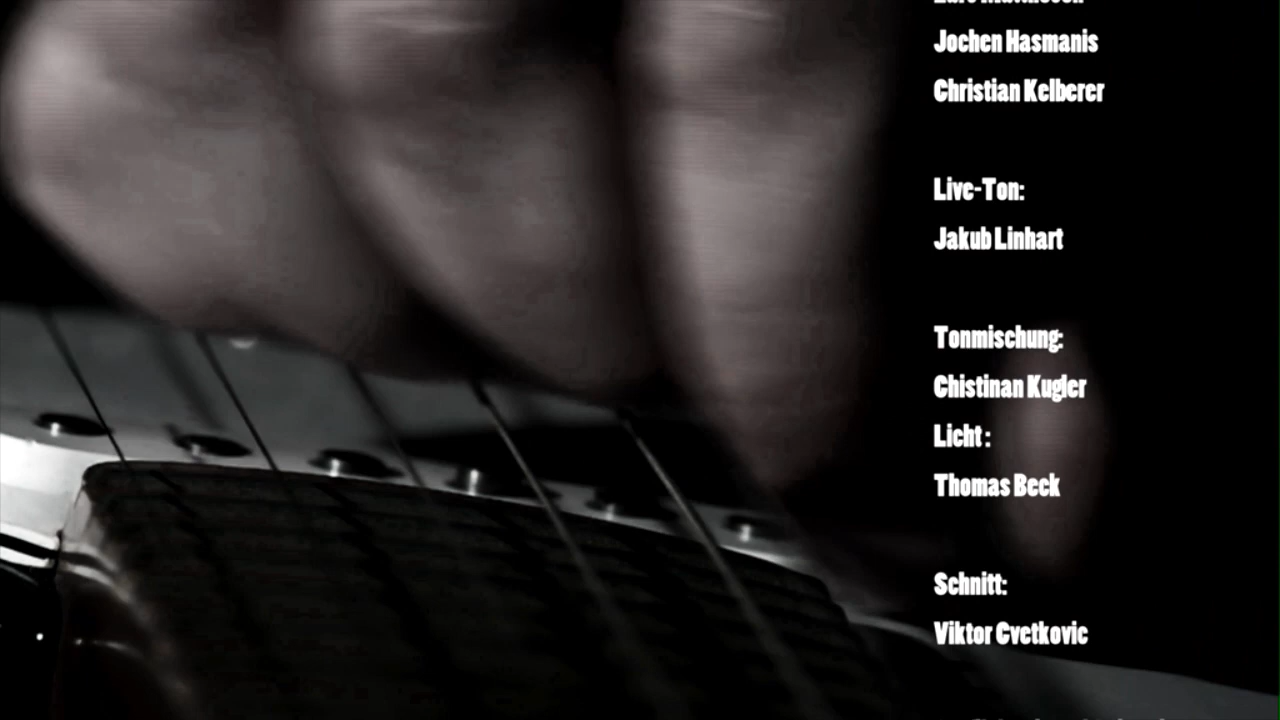 Jochen Hasmanis
Christian Kelberer
Live-Ton:
Jakub Linhart
Tonmischung:
Chistinan Kugler
Licht :
Thomas Beck
Schnitt:
Viktor Cvetkovic